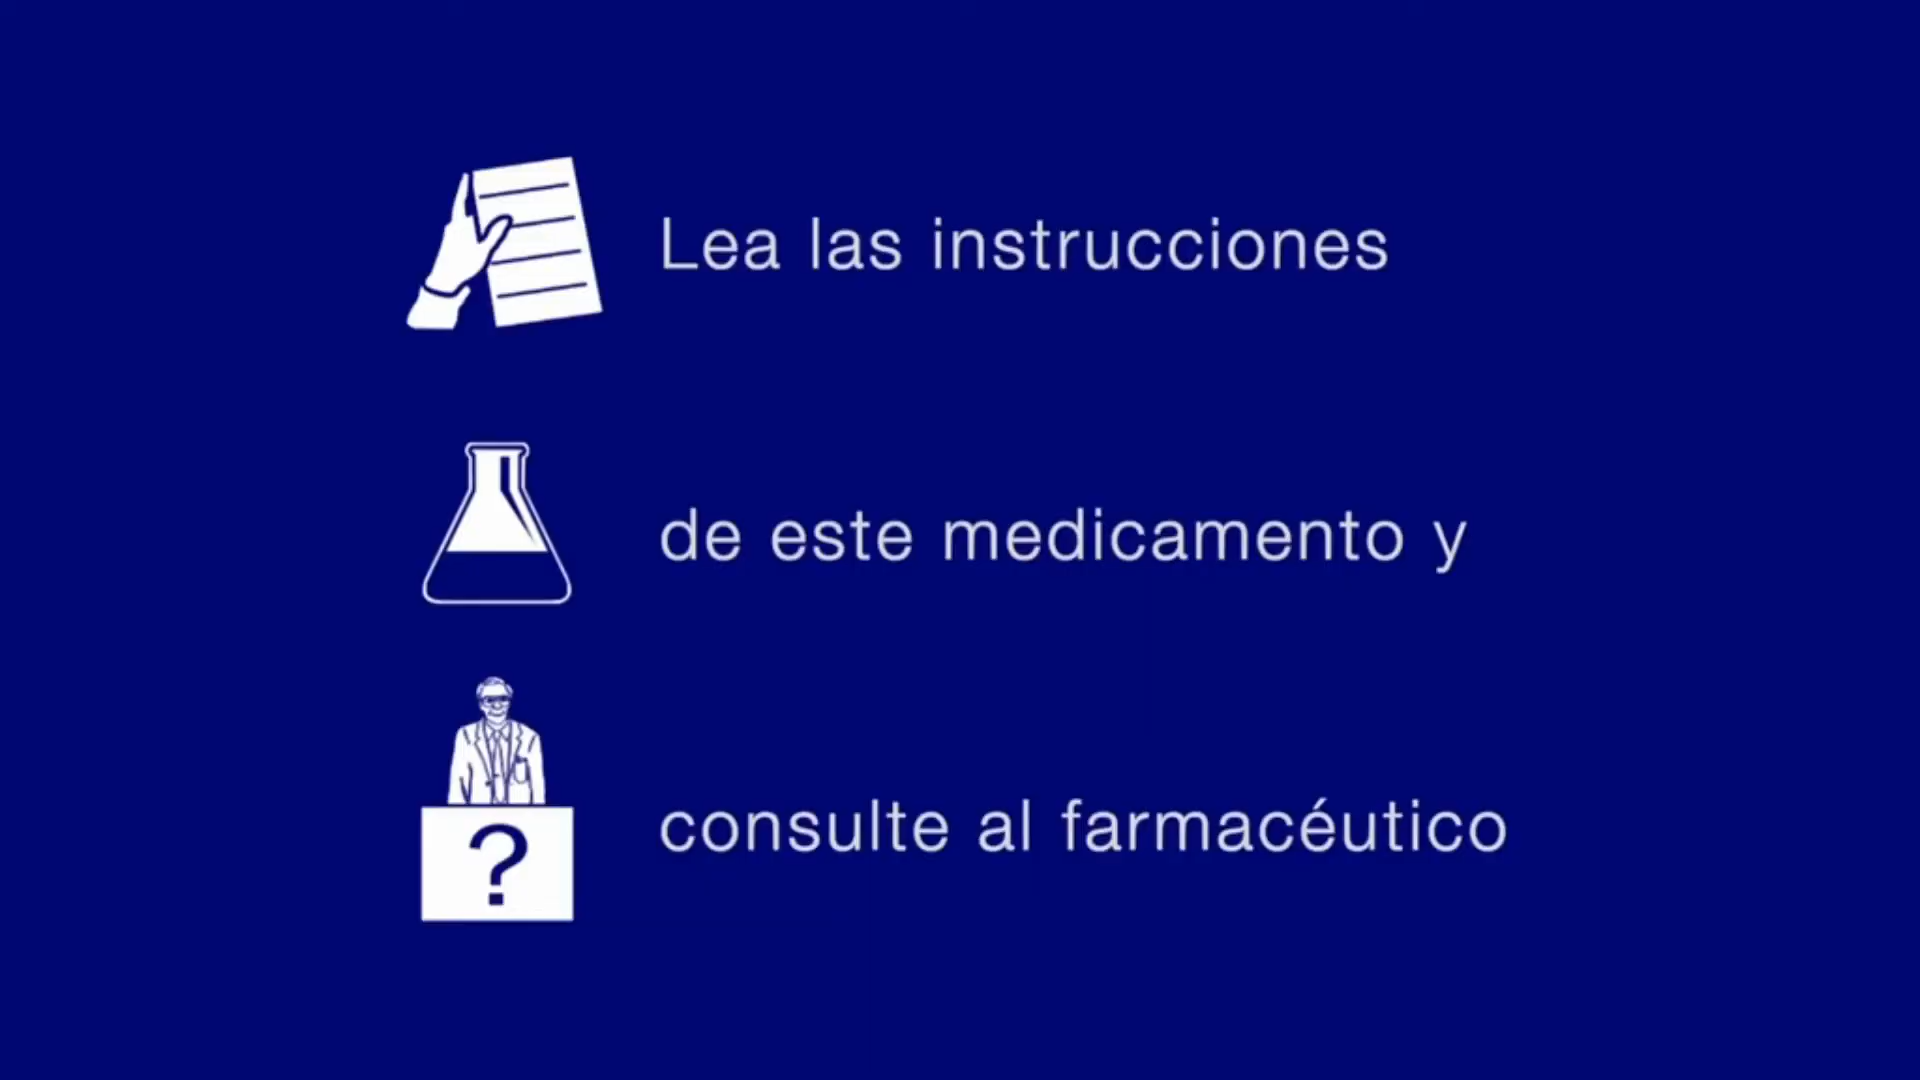 Lea las instrucciones
de este medicamento y
consulte al farmacéutico
?